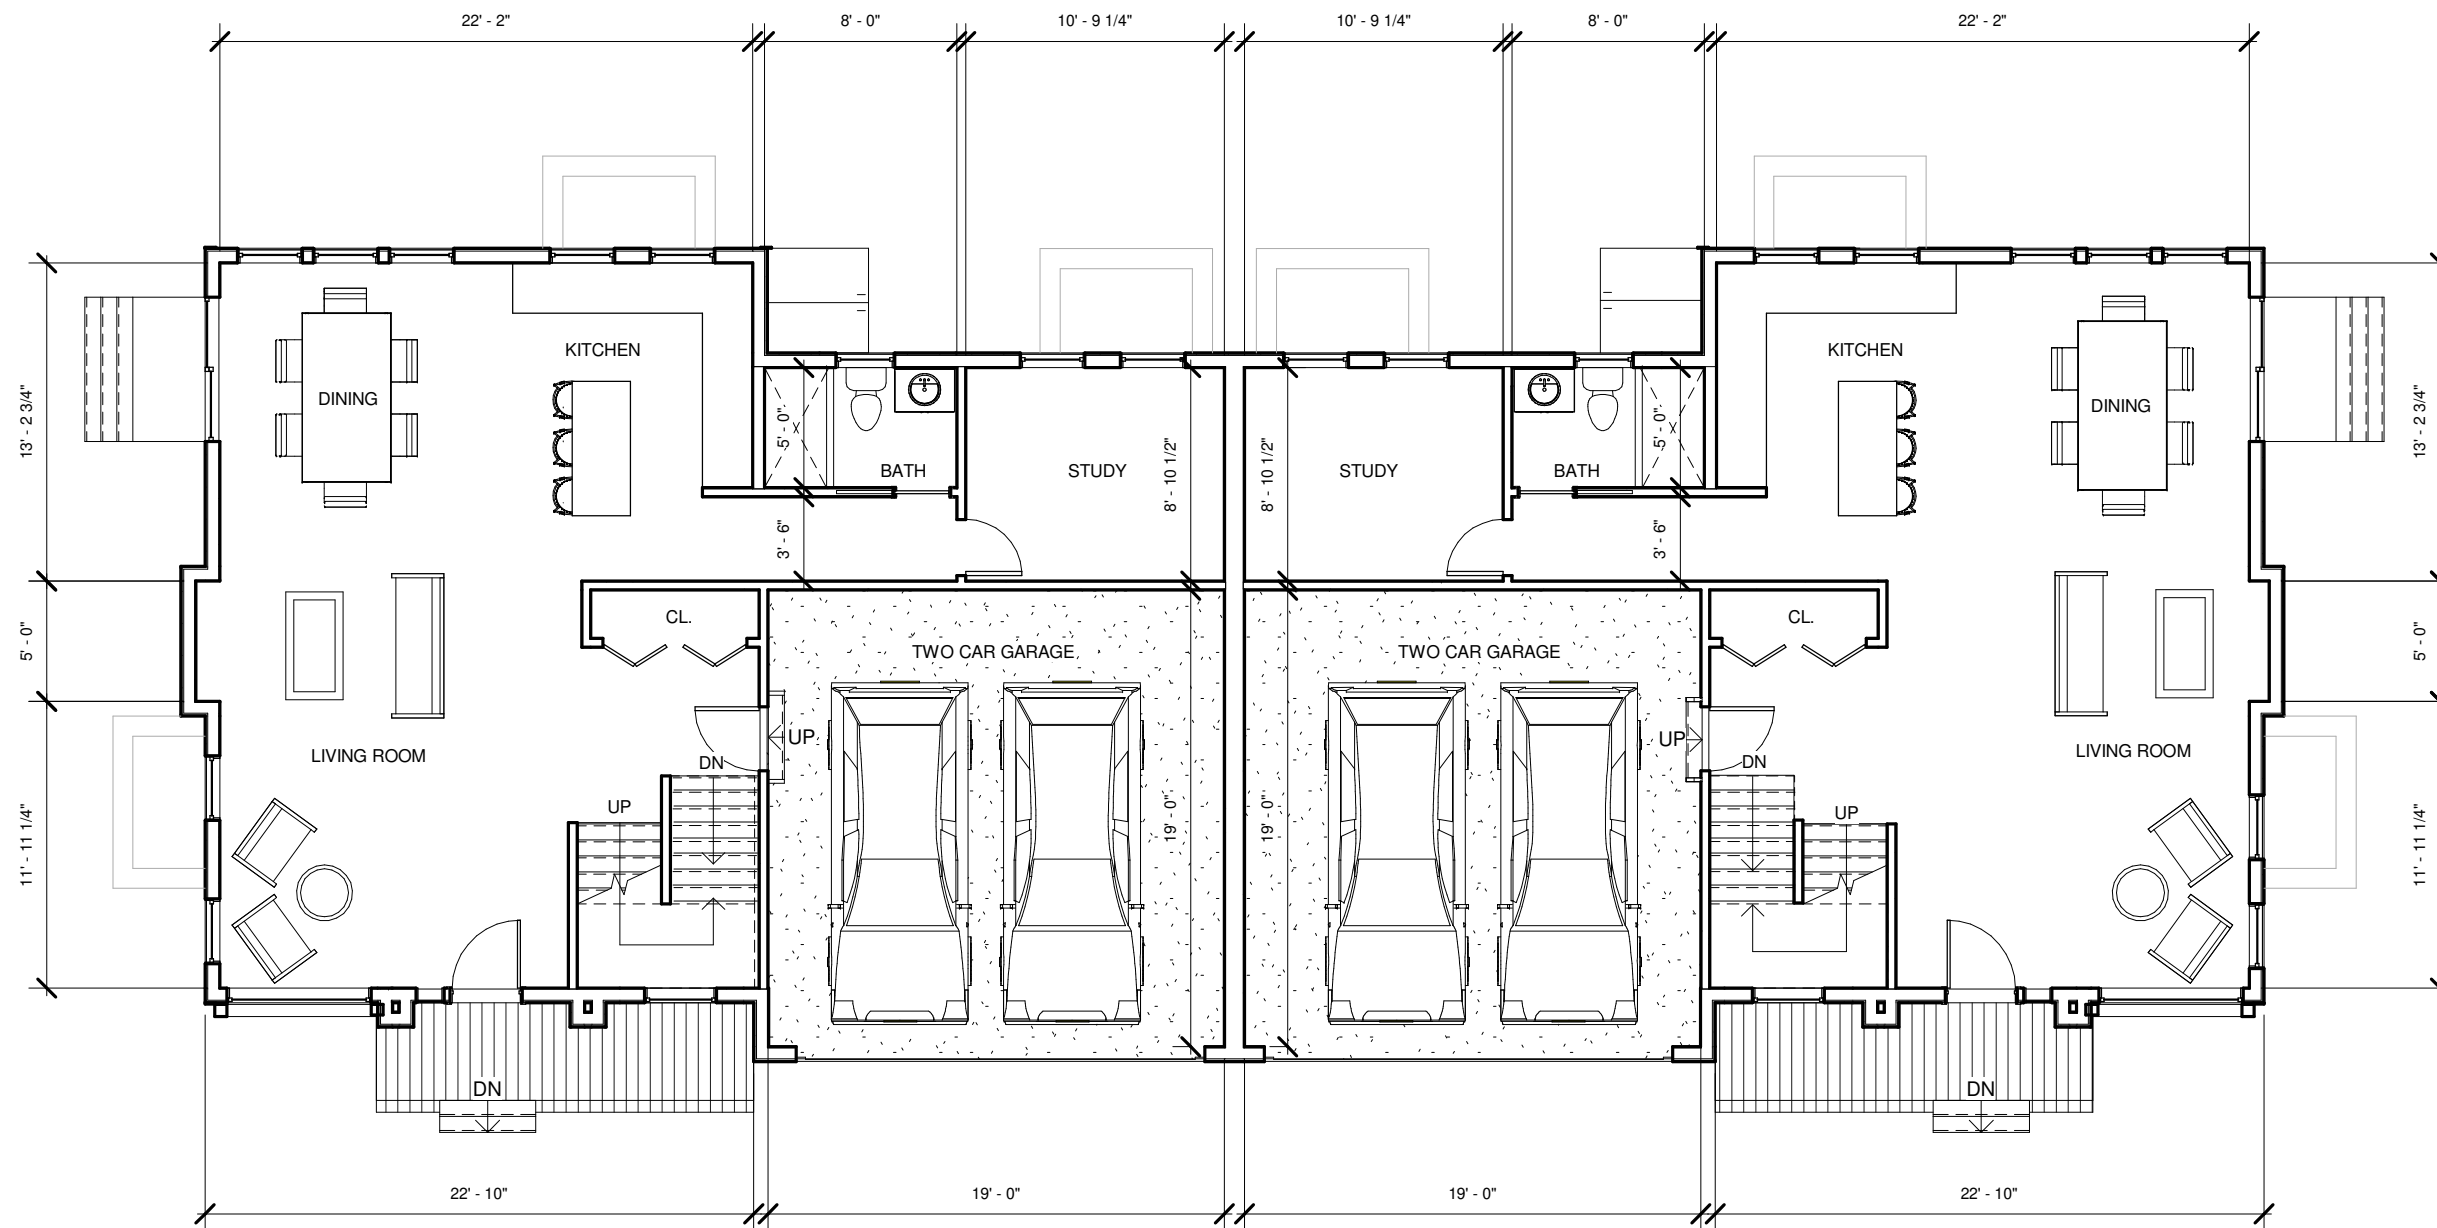 22' - 2"
8' - 0"
10' - 9 1/4"
10' - 9 1/4"
8' - 0"
22' - 2"
KITCHEN
KITCHEN
DINING
DINING
13' - 2 3/4"
13' - 2 3/4"
5' - 0"
5' - 0"
BATH
STUDY
8' - 10 1/2"
8' - 10 1/2"
STUDY
BATH
3' - 6"
3' - 6"
CL.
CL.
5' - 0"
5' - 0"
TWO CAR GARAGE
TWO CAR GARAGE
LIVING ROOM
LIVING ROOM
UP
UP
DN
DN
UP
UP
19' - 0"
19' - 0"
11' - 11 1/4"
11' - 11 1/4"
DN
DN
22' - 10"
19' - 0"
19' - 0"
22' - 10"